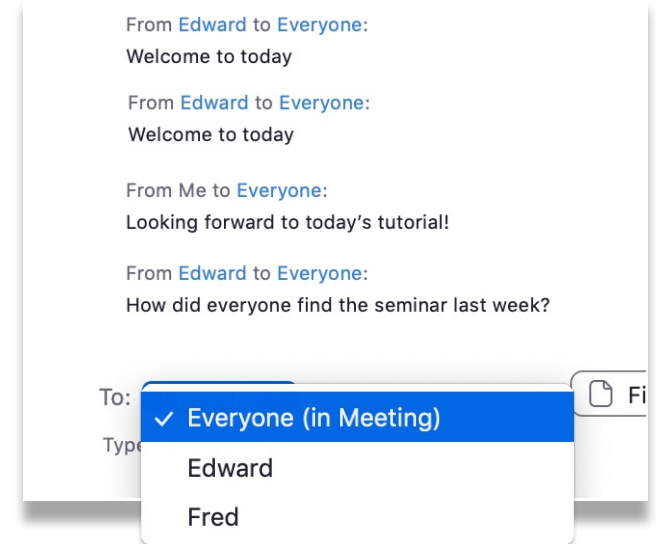 From Edward to Everyone:
Welcome to today
From Edward to Everyone:
Welcome to today
From Me to Everyone:
Looking forward to today's tutorial!
From Edward to Everyone:
How did everyone find the seminar last week?
To:
✓ Everyone (in Meeting)
Fi
Type
Edward
Fred